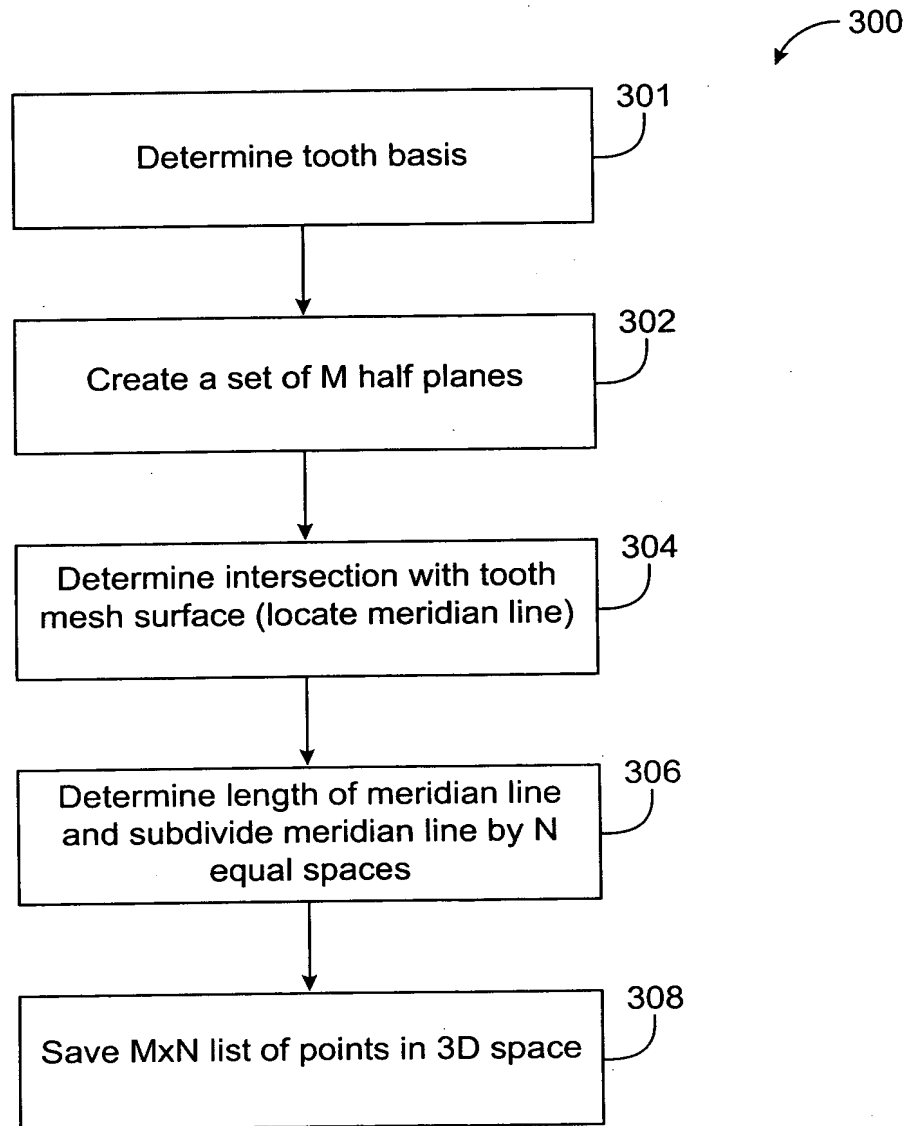 300
301
Determine tooth basis
302
Create a set of M half planes
304
Determine intersection with tooth
mesh surface (locate meridian line)
306
Determine length of meridian line
and subdivide meridian line by N
equal spaces
308
Save MxN list of points in 3D space